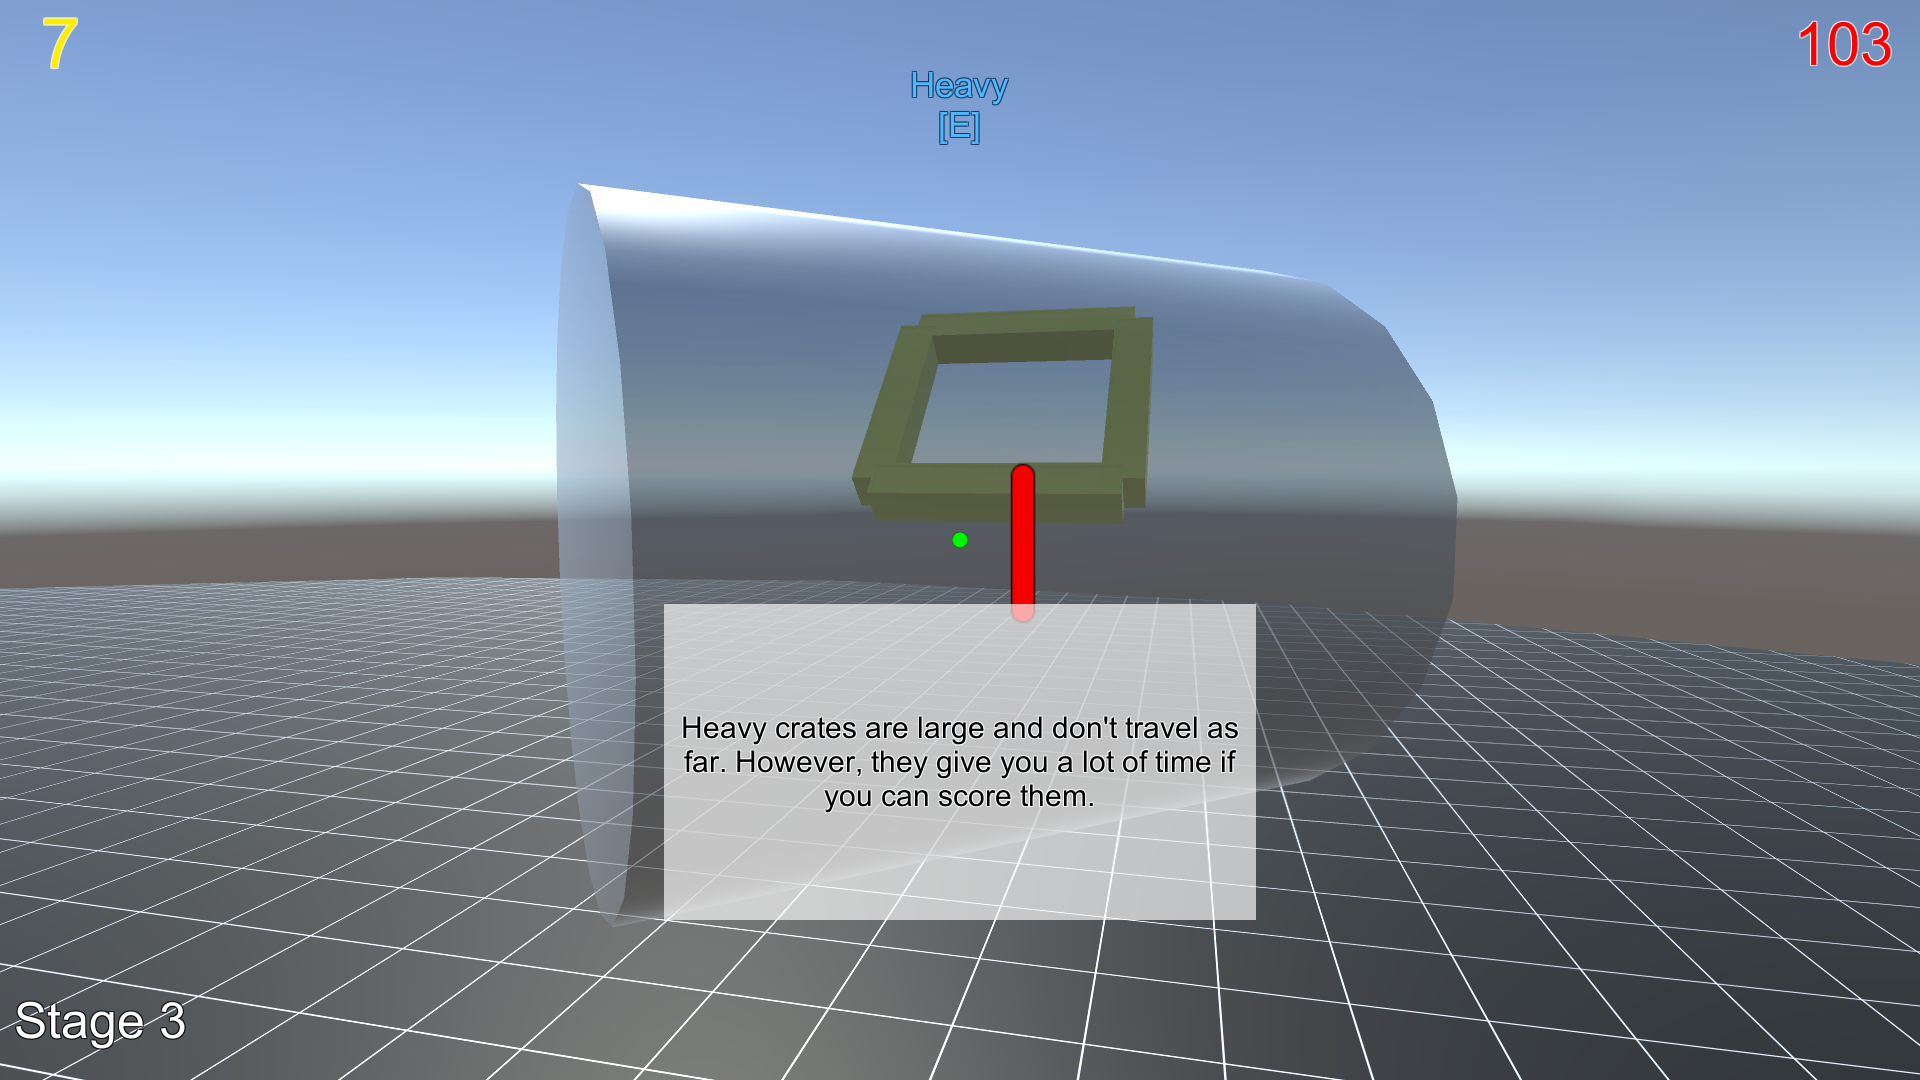 7
103
Heavy
[E]
Heavy crates are large and don't travel as
far. However, they give you a lot of time if
you can score them.
Stage 3